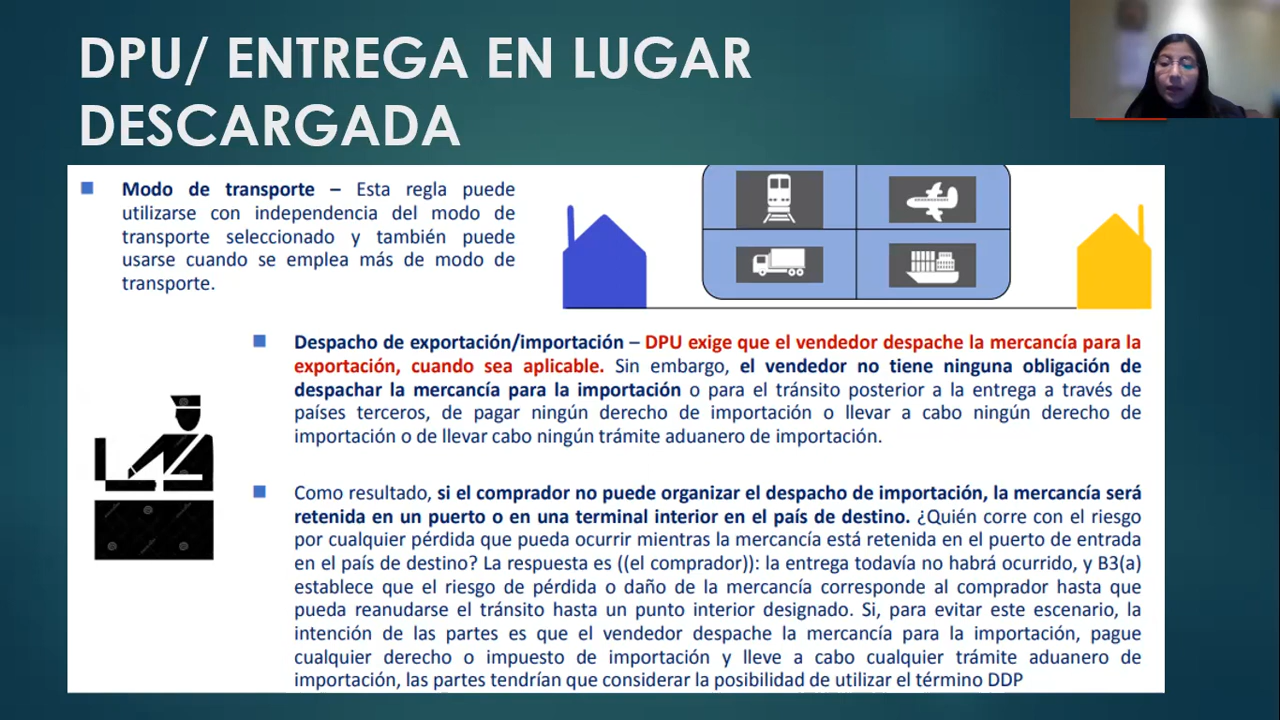 DPU/ ENTREGA EN LUGAR
DESCARGADA
Modo de transporte – Esta regla puede
utilizarse con independencia del modo de
transporte seleccionado y también puede
usarse cuando se emplea más de modo de
transporte.
Despacho de exportación/importación – DPU exige que el vendedor despache la mercancía para la
exportación, cuando sea aplicable. Sin embargo, el vendedor no tiene ninguna obligación de
despachar la mercancía para la importación o para el tránsito posterior a la entrega a través de
países terceros, de pagar ningún derecho de importación o llevar a cabo ningún derecho de
importación o de llevar cabo ningún trámite aduanero de importación.
Como resultado, si el comprador no puede organizar el despacho de importación, la mercancía será
retenida en un puerto o en una terminal interior en el país de destino. ¿Quién corre con el riesgo
por cualquier pérdida que pueda ocurrir mientras la mercancía está retenida en el puerto de entrada
en el país de destino? La respuesta es ((el comprador)): la entrega todavía no habrá ocurrido, y B3(a)
establece que el riesgo de pérdida o daño de la mercancía corresponde al comprador hasta que
pueda reanudarse el tránsito hasta un punto interior designado. Si, para evitar este escenario, la
intención de las partes es que el vendedor despache la mercancía para la importación, pague
cualquier derecho o impuesto de importación y lleve a cabo cualquier trámite aduanero de
importación, las partes tendrían que considerar la posibilidad de utilizar el término DDP